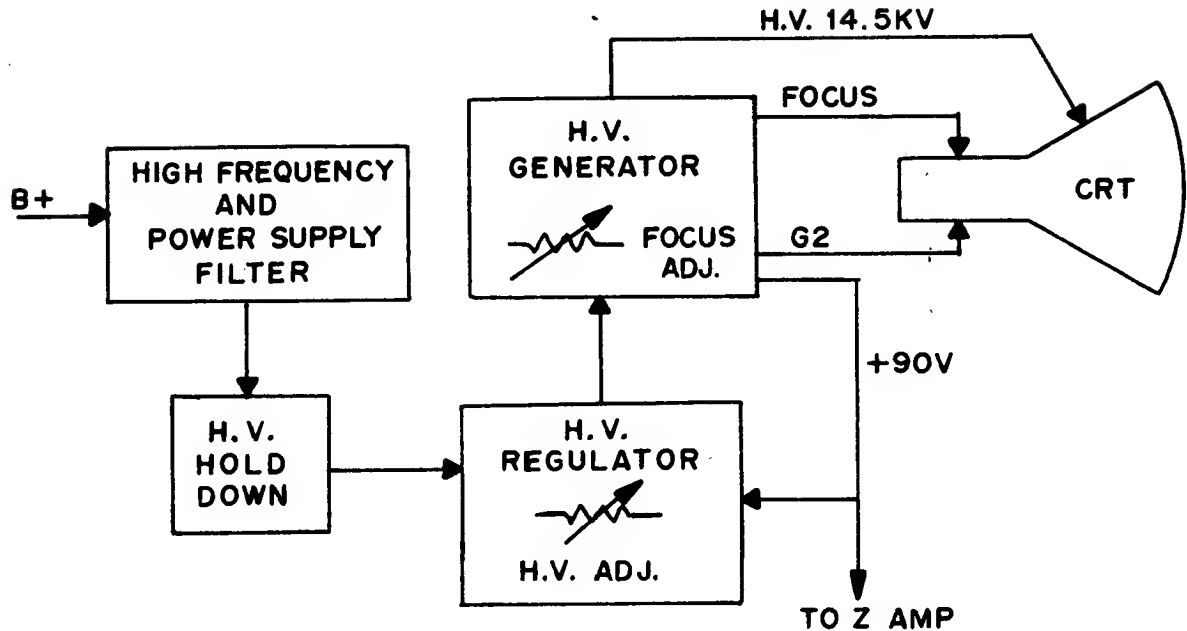 H.V. 14.5KV
FOCUS
H.V.
GENERATOR
FOCUS
ADJ.
G2
CRT
B+
HIGH FREQUENCY
AND
POWER SUPPLY
FILTER
+90V
H.V.
HOLD
DOWN
H.V.
REGULATOR
H.V. ADJ.
TO Z AMP